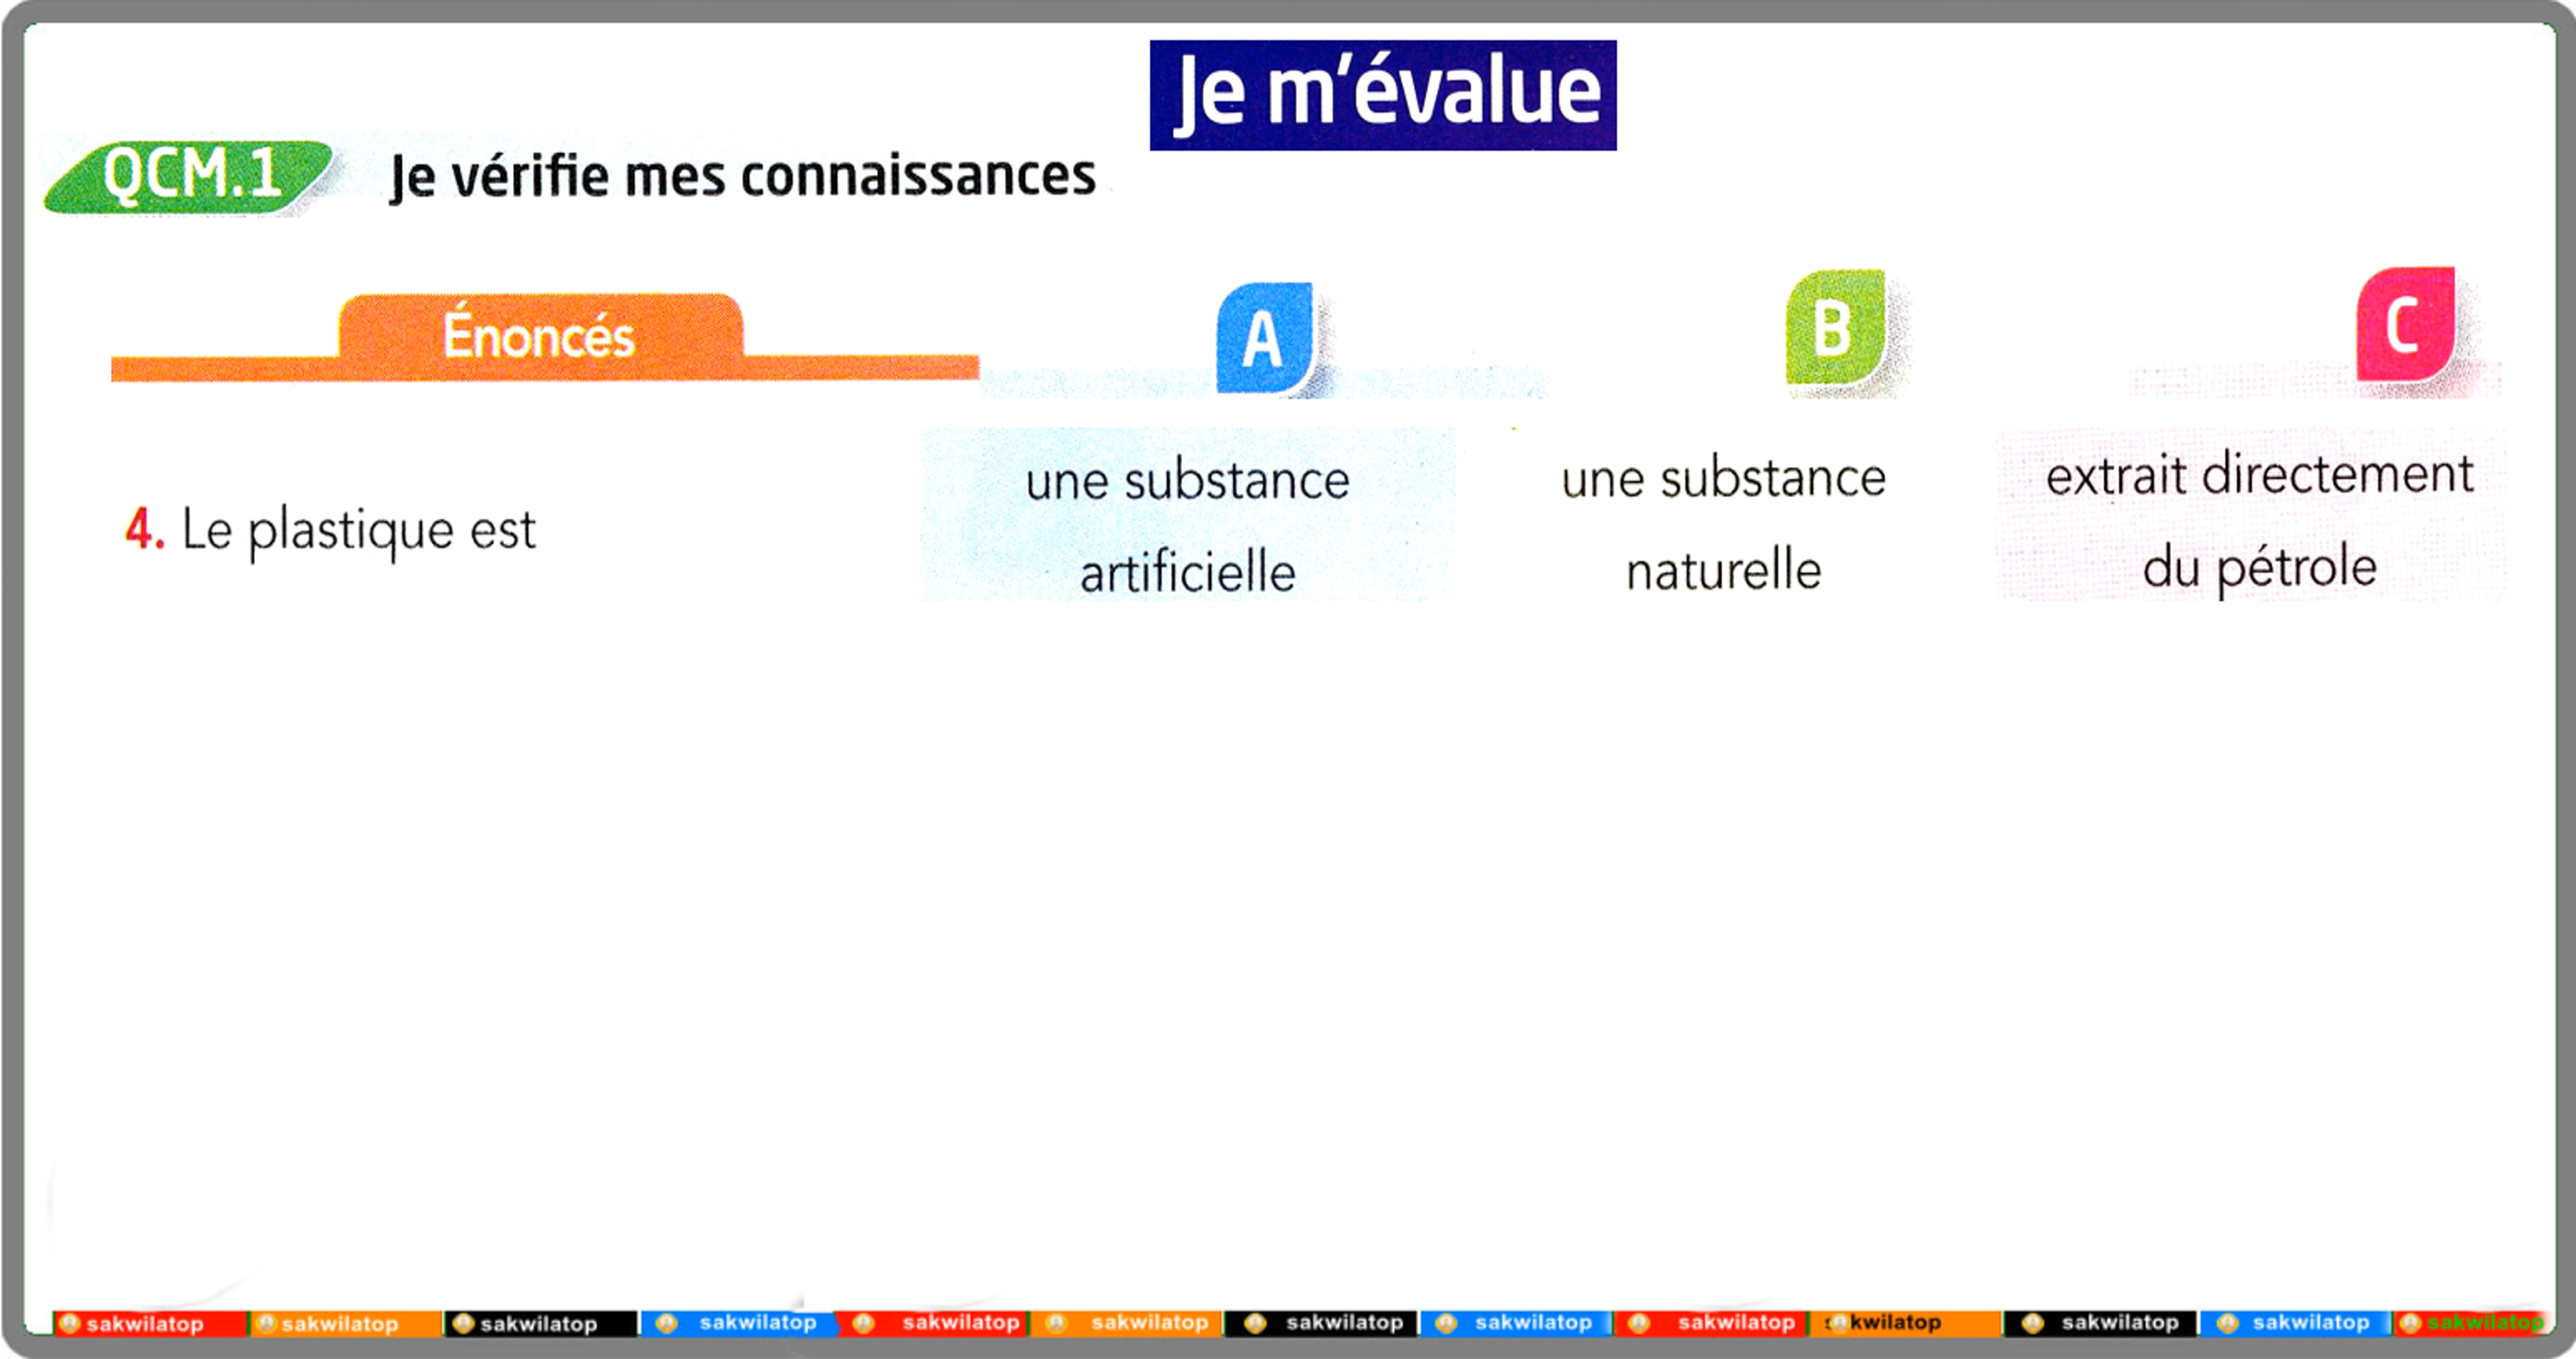 Je m'évalue
QCM.1 Je vérifie mes connaissances
Énoncés A B C
4. Le plastique est
une substance
artificielle
une substance
naturelle
extrait directement
du pétrole
sakwilatop sakwilatop sakwilatop sakwilatop sakwilatop sakwilatop sakwilatop sakwilatop sakwilatop kwilatop sakwilatop sakwilatop sakwilatop